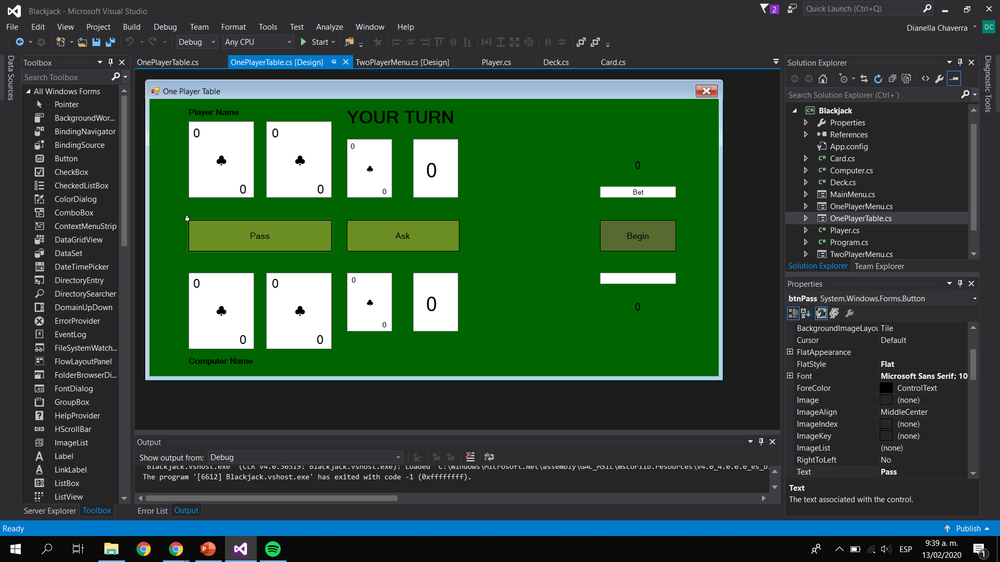 Blackjack - Microsoft Visual Studio
2
Quick Launch (Ctrl+Q)
File Edit View Project Build Debug Team Format Tools Test Analyze Window Help
Dianella Chaverra DC
Debug Any CPU Start
Data Sources
Toolbox
Search Toolbox
All Windows Forms
Pointer
BackgroundWor...
BindingNavigator
BindingSource
Button
CheckBox
CheckedListBox
ColorDialog
ComboBox
ContextMenuStrip
DataGridView
DataSet
DateTimePicker
DirectoryEntry
DirectorySearcher
DomainUpDown
ErrorProvider
EventLog
FileSystemWatch...
FlowLayoutPanel
FolderBrowserDi...
FontDialog
GroupBox
HelpProvider
HScrollBar
ImageList
Label
LinkLabel
ListBox
ListView
Server Explorer Toolbox
OnePlayerTable.cs OnePlayerTable.cs [Design] TwoPlayerMenu.cs [Design] Player.cs Deck.cs Card.cs
One Player Table
Player Name
YOUR TURN
0 0 0 0
♣ ♣ ♣
0 0 0
0
Bet
Pass Ask Begin
0 0 0 0
♣ ♣ ♣
0 0 0
0
Computer Name
Output
Show output from: Debug
'Blackjack.vshost.exe' (CLR v4.0.30319: Blackjack.vshost.exe): Loaded 'C:\Windows\Microsoft.Net\assembly\GAC_MSIL\mscorlib.resources\v4.0_4.0.0.0_es_b
The program '[6612] Blackjack.vshost.exe' has exited with code -1 (0xffffffff).
Error List Output
Solution Explorer
Search Solution Explorer (Ctrl+`)
Blackjack
Properties
References
App.config
Card.cs
Computer.cs
Deck.cs
MainMenu.cs
OnePlayerMenu.cs
OnePlayerTable.cs
Player.cs
Program.cs
TwoPlayerMenu.cs
Solution Explorer Team Explorer
Properties
btnPass System.Windows.Forms.Button
BackgroundImageLayou Tile
Cursor Default
FlatAppearance
FlatStyle Flat
Font Microsoft Sans Serif; 10
ForeColor ControlText
Image (none)
ImageAlign MiddleCenter
ImageIndex (none)
ImageKey (none)
ImageList (none)
RightToLeft No
Text Pass
Text
The text associated with the control.
Diagnostic Tools
Ready
Publish
ESP
9:39 a. m.
13/02/2020
1